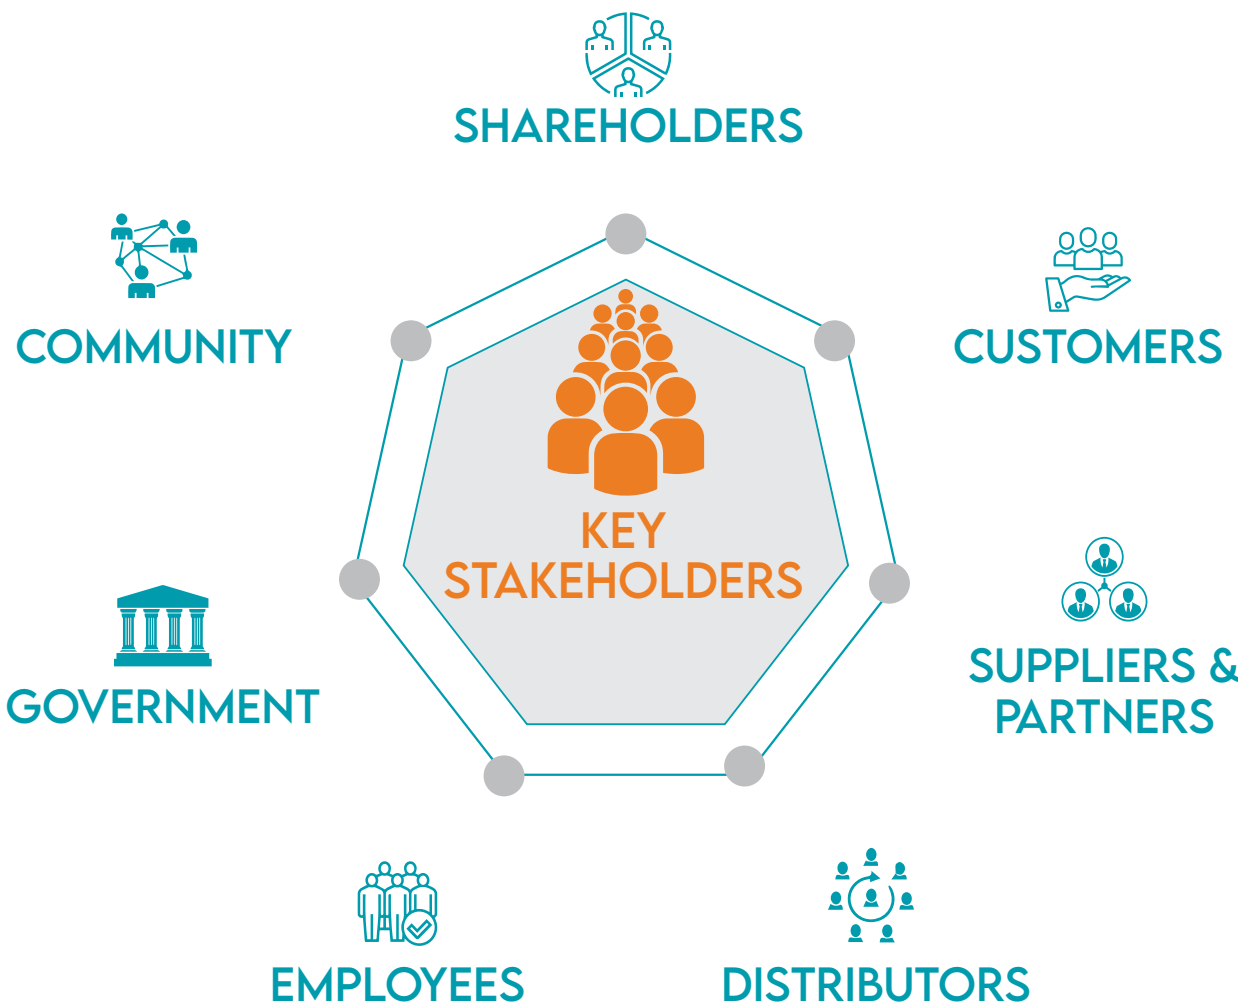 SHAREHOLDERS
COMMUNITY
CUSTOMERS
KEY
STAKEHOLDERS
GOVERNMENT
SUPPLIERS &
PARTNERS
EMPLOYEES
DISTRIBUTORS